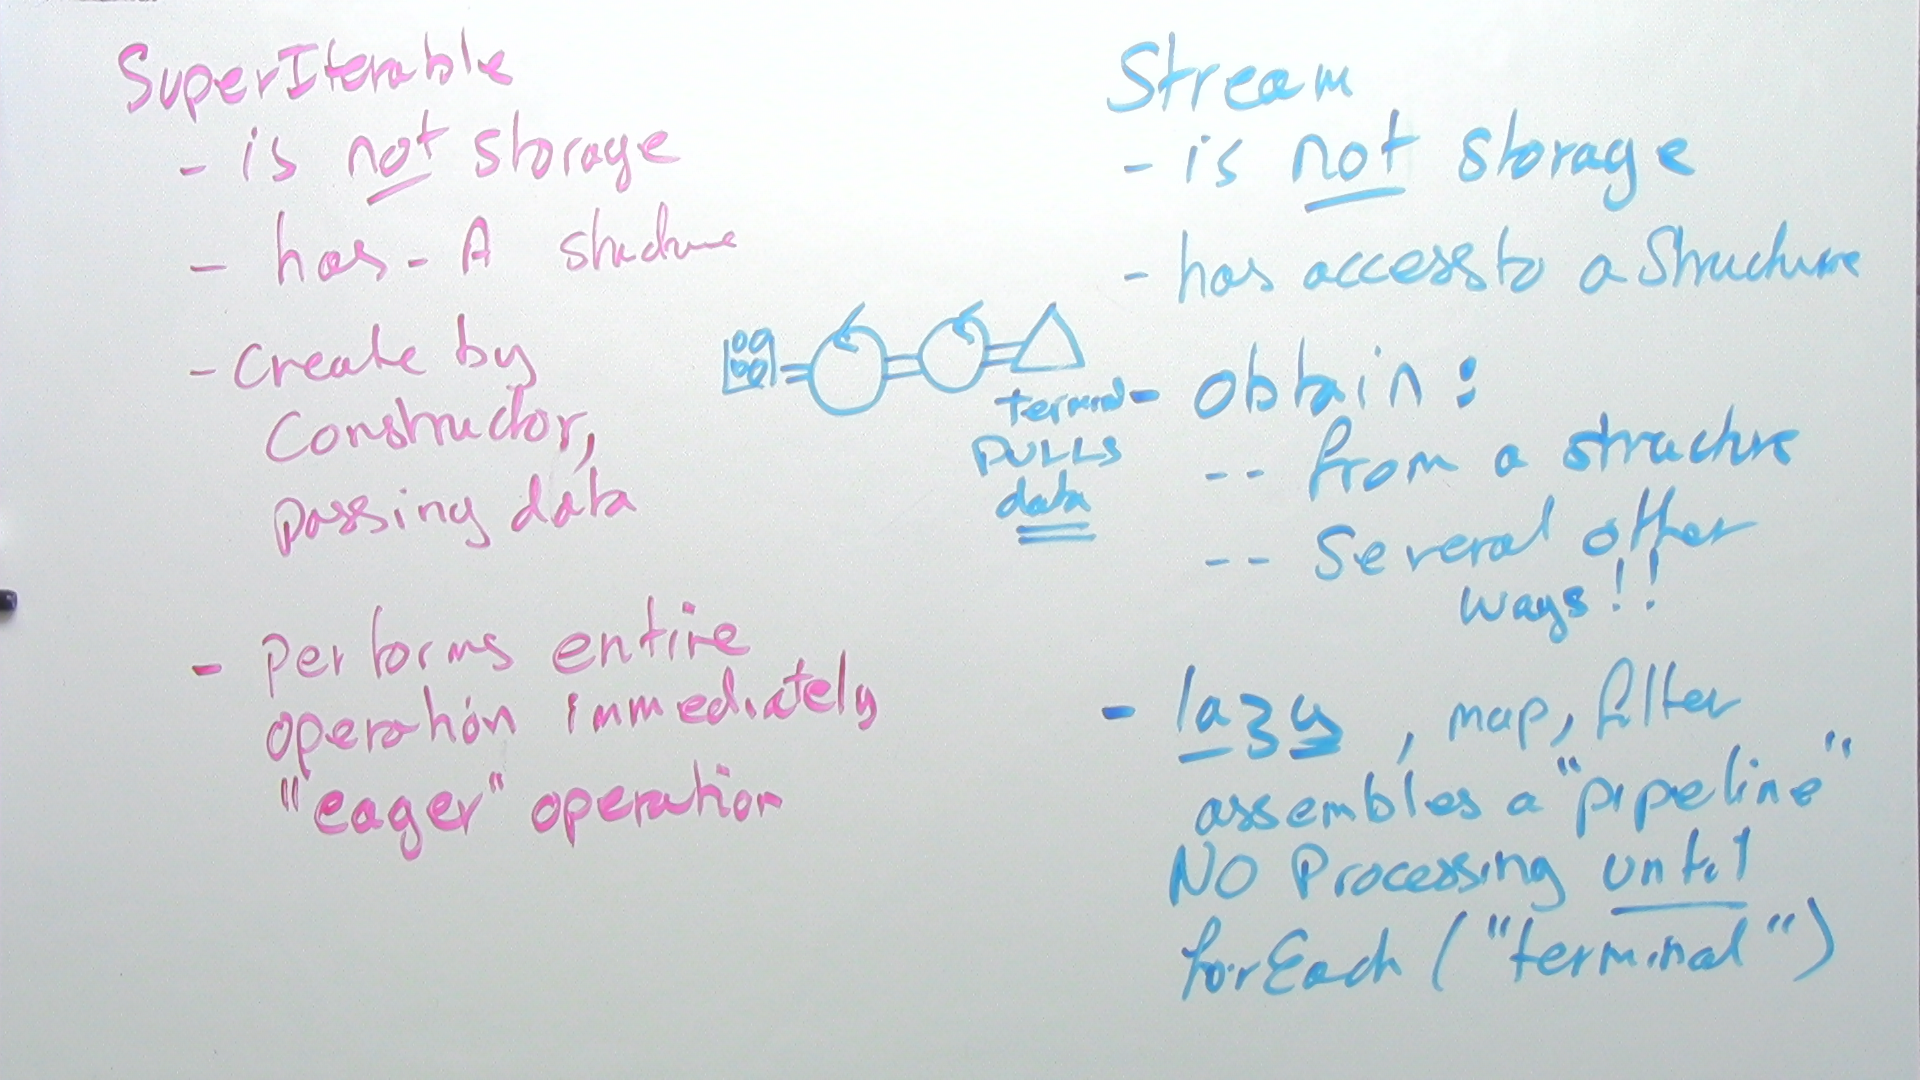 SuperIterable
- is not storage
- has-A structure
- create by
Constructor,
passing data
- Performs entire
operation immediately
"eager" operation
terminal
PULLS
data
Stream
- is not storage
- has access to a Structure
- obtain:
-- from a structure
-- Several other
ways!!
- lazy, map, filter
assembles a "pipeline"
NO Processing until
forEach ("terminal")